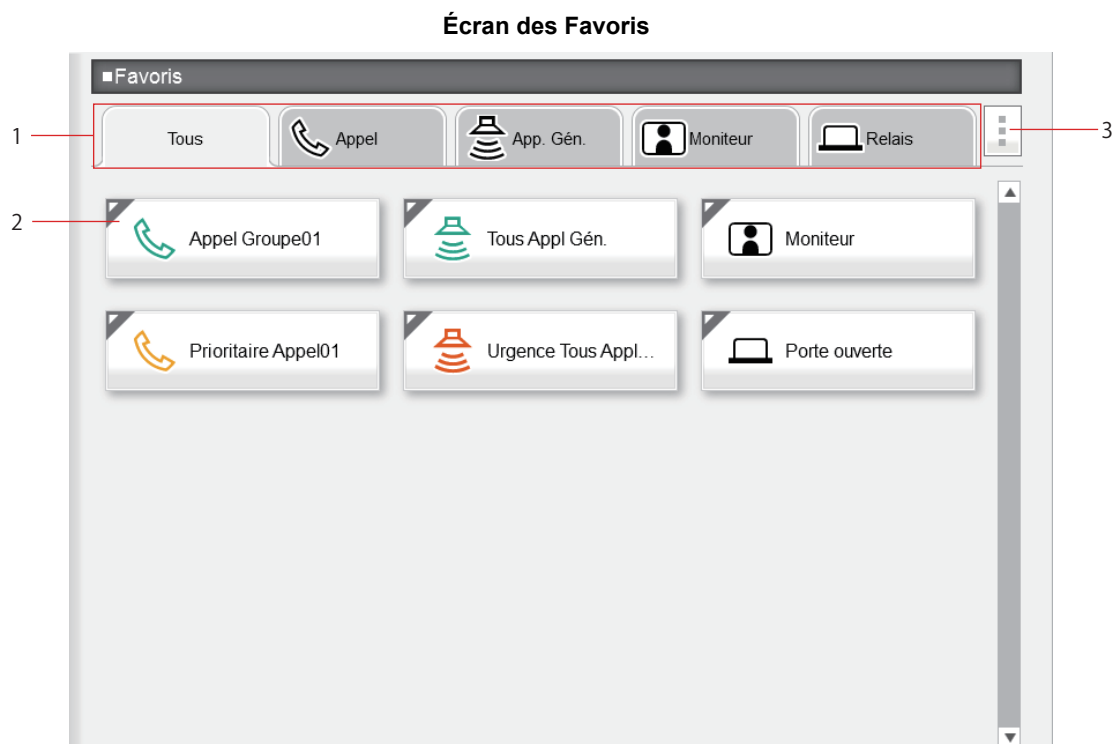 Écran des Favoris
■Favoris
1
Tous
Appel
App. Gén.
Moniteur
Relais
3
2
Appel Groupe01
Tous Appl Gén.
Moniteur
Prioritaire Appel01
Urgence Tous Appl...
Porte ouverte